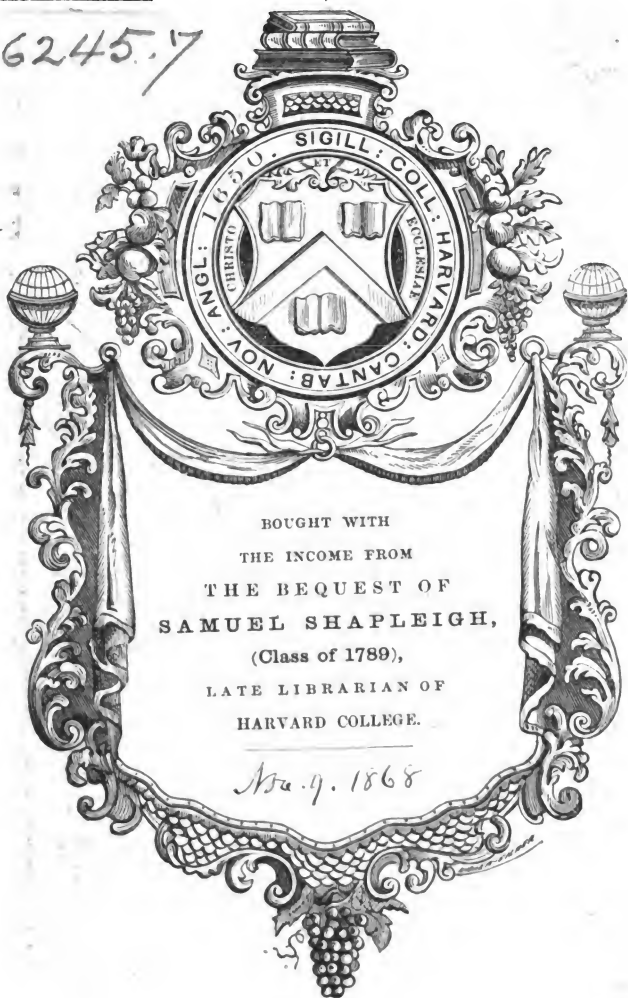 6245.7
SIGILL : COLL : HARVARD : CANTAB : NOV : ANGL : 1650.
ET
CHRISTO
ECCLESIAE
BOUGHT WITH
THE INCOME FROM
THE BEQUEST OF
SAMUEL SHAPLEIGH,
(Class of 1789),
LATE LIBRARIAN OF
HARVARD COLLEGE.
9. 1868